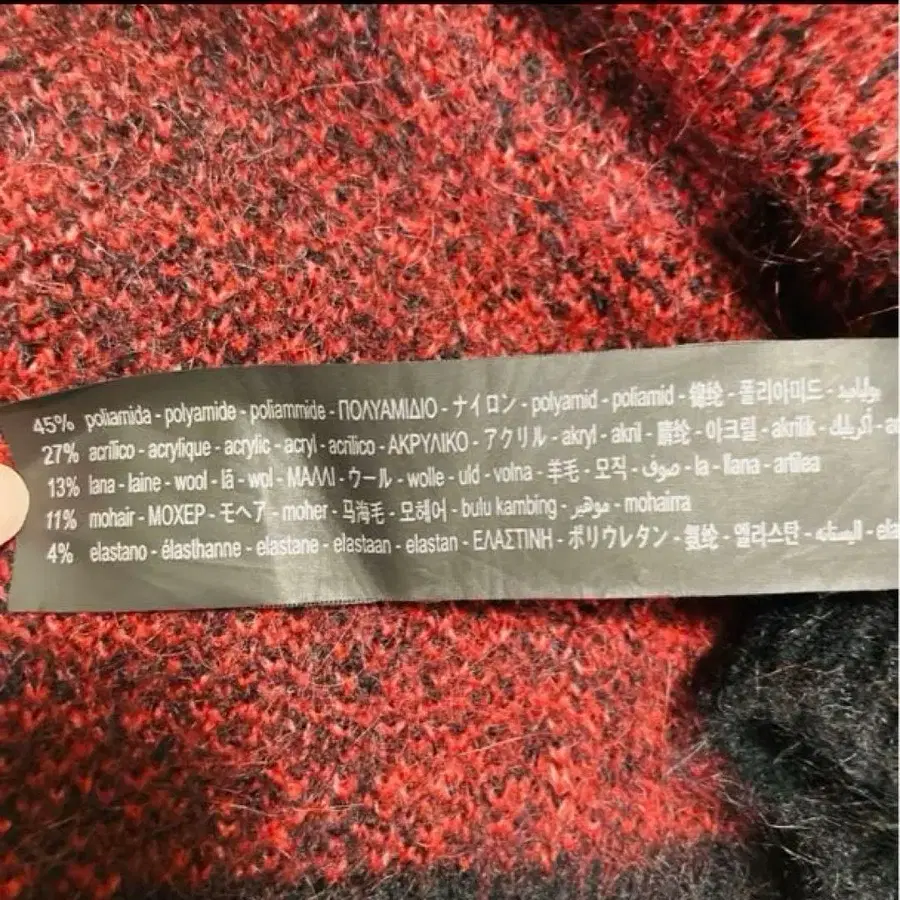 45% poliamida - polyamide - poliammide - ΠΟΛΥΑΜΙΔΙΟ - ナイロン - polyamid - poliamid - 锦纶 - 폴리아미드 - بوليأميد
27% acrílico - acrylique - acrylic - acryl - acrilico - ΑΚΡΥΛΙΚΟ - アクリル - akryl - akril - 腈纶 - 아크릴 - akrilik - أكريليك
13% lana - laine - wool - lã - wol - ΜΑΛΛΙ - ウール - wolle - uld - volna - 羊毛 - 모직 - صوف - la - llana - artilea
11% mohair - ΜΟΧΕΡ - モヘア - moher - 马海毛 - 모헤어 - bulu kambing - موهير - mohairra
4% elastano - élasthanne - elastane - elastaan - elastan - ΕΛΑΣΤΙΝΗ - ポリウレタン - 氨纶 - 엘라스탄 -